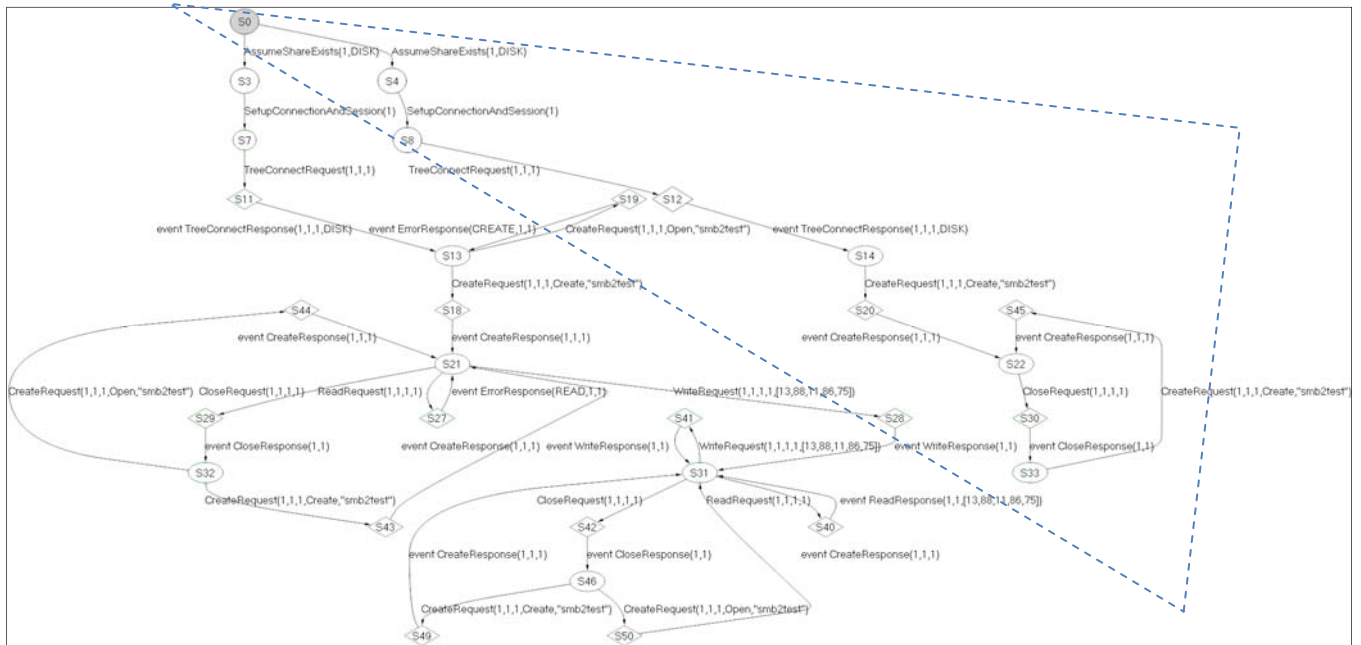 S0
AssumeShareExists(1,DISK) AssumeShareExists(1,DISK)
S3 S4
SetupConnectionAndSession(1) SetupConnectionAndSession(1)
S7 S8
TreeConnectRequest(1,1,1) TreeConnectRequest(1,1,1)
S11 S19 S12
event TreeConnectResponse(1,1,1,DISK) event ErrorResponse(CREATE,1,1) CreateRequest(1,1,1,Open,"smb2test") event TreeConnectResponse(1,1,1,DISK)
S13 S14
CreateRequest(1,1,1,Create,"smb2test") CreateRequest(1,1,1,Create,"smb2test")
S44 S18 S20 S45
event CreateResponse(1,1,1) event CreateResponse(1,1,1) event CreateResponse(1,1,1) event CreateResponse(1,1,1)
S21 S22
CreateRequest(1,1,1,Open,"smb2test") CloseRequest(1,1,1,1) ReadRequest(1,1,1,1) event ErrorResponse(READ,1,1) WriteRequest(1,1,1,1,[13,88,11,86,75]) CloseRequest(1,1,1,1) CreateRequest(1,1,1,Create,"smb2test")
S29 S27 S41 S28 S30
event CloseResponse(1,1) event CreateResponse(1,1,1) event WriteResponse(1,1) WriteRequest(1,1,1,1,[13,88,11,86,75]) event WriteResponse(1,1) event CloseResponse(1,1)
S32 S31 S33
CreateRequest(1,1,1,Create,"smb2test") CloseRequest(1,1,1,1) ReadRequest(1,1,1,1) event ReadResponse(1,1,[13,88,11,86,75])
S43 S42 S40
event CreateResponse(1,1,1) event CloseResponse(1,1) event CreateResponse(1,1,1)
S46
CreateRequest(1,1,1,Create,"smb2test") CreateRequest(1,1,1,Open,"smb2test")
S49 S50